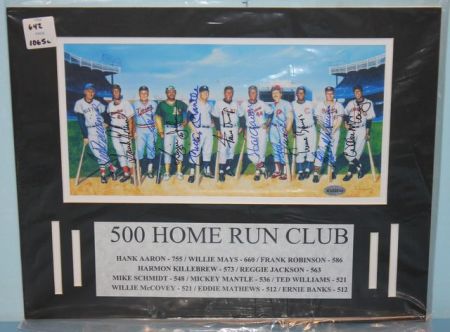 642
1065c
500 HOME RUN CLUB
HANK AARON - 755 / WILLIE MAYS - 660 / FRANK ROBINSON - 586
HARMON KILLEBREW - 573 / REGGIE JACKSON - 563
MIKE SCHMIDT - 548 / MICKEY MANTLE - 536 / TED WILLIAMS - 521
WILLIE McCOVEY - 521 / EDDIE MATHEWS - 512 / ERNIE BANKS - 512